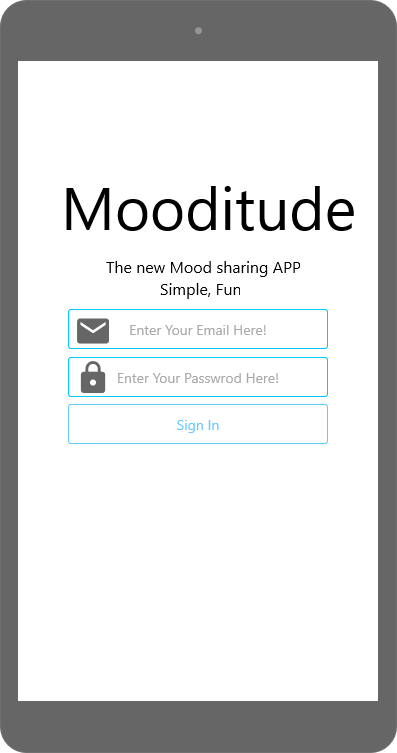 Mooditude
The new Mood sharing APP
Simple, Fun
Enter Your Email Here!
Enter Your Passwrod Here!
Sign In